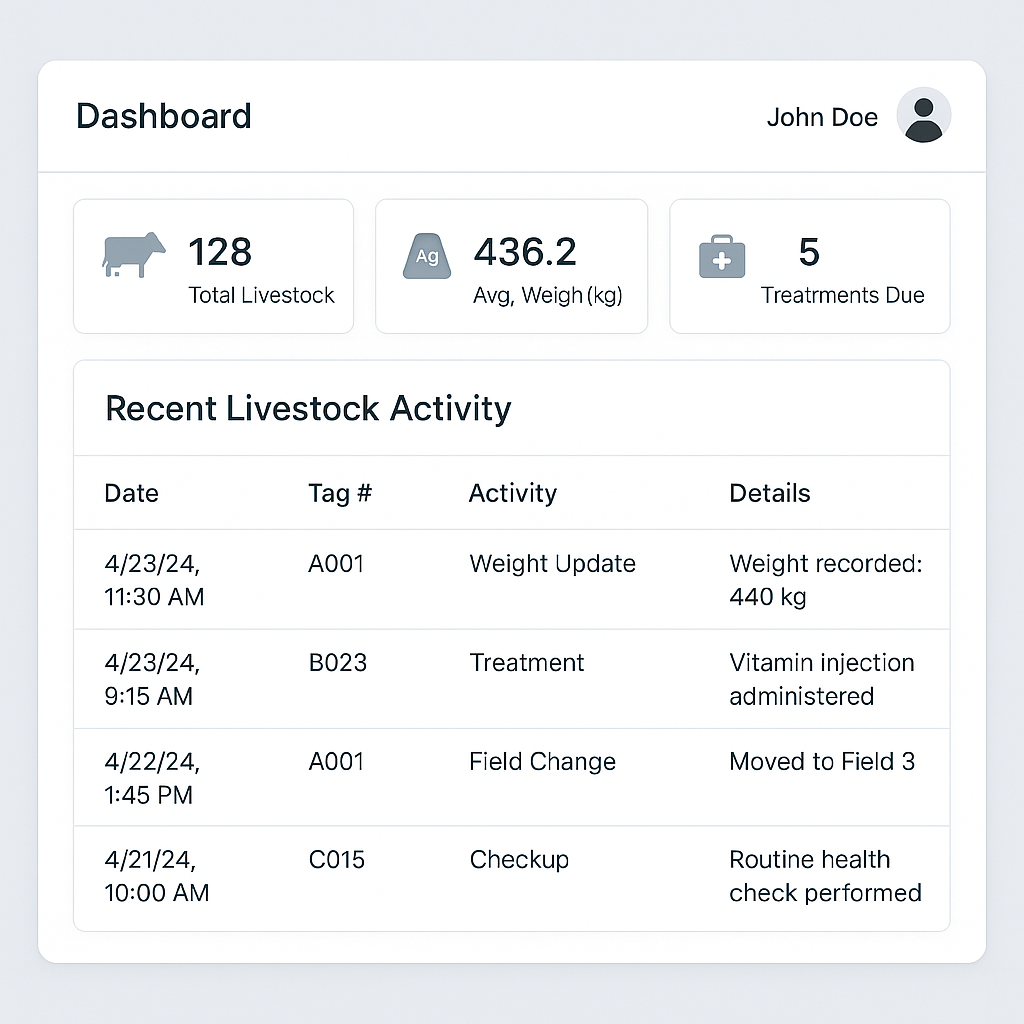 Dashboard
John Doe
128
Total Livestock
Ag
436.2
Avg, Weigh (kg)
5
Treatrments Due
Recent Livestock Activity
Date Tag # Activity Details
4/23/24, A001 Weight Update Weight recorded:
11:30 AM 440 kg
4/23/24, B023 Treatment Vitamin injection
9:15 AM administered
4/22/24, A001 Field Change Moved to Field 3
1:45 PM
4/21/24, C015 Checkup Routine health
10:00 AM check performed